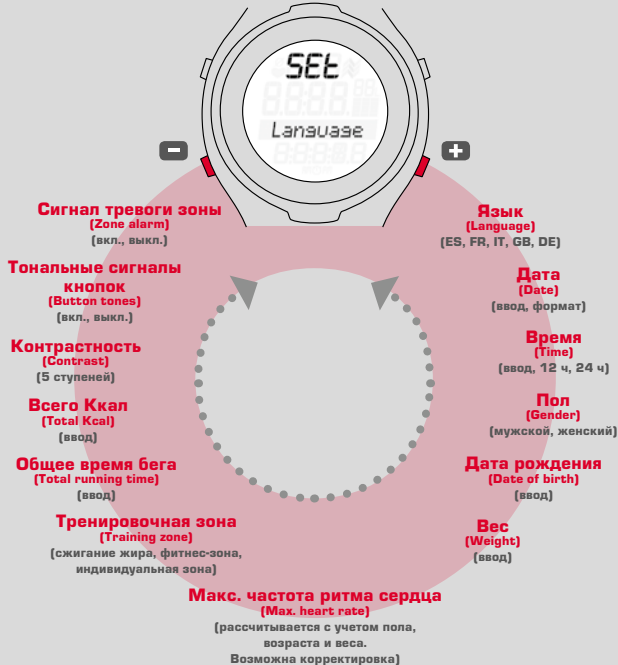 SEt
Language
-
+
Язык
(Language)
(ES, FR, IT, GB, DE)
Дата
(Date)
(ввод, формат)
Время
(Time)
(ввод, 12 ч, 24 ч)
Пол
(Gender)
(мужской, женский)
Дата рождения
(Date of birth)
(ввод)
Вес
(Weight)
(ввод)
Макс. частота ритма сердца
(Max. heart rate)
(рассчитывается с учетом пола,
возраста и веса.
Возможна корректировка)
Тренировочная зона
(Training zone)
(сжигание жира, фитнес-зона,
индивидуальная зона)
Общее время бега
(Total running time)
(ввод)
Всего Ккал
(Total Kcal)
(ввод)
Контрастность
(Contrast)
(5 ступеней)
Тональные сигналы
кнопок
(Button tones)
(вкл., выкл.)
Сигнал тревоги зоны
(Zone alarm)
(вкл., выкл.)